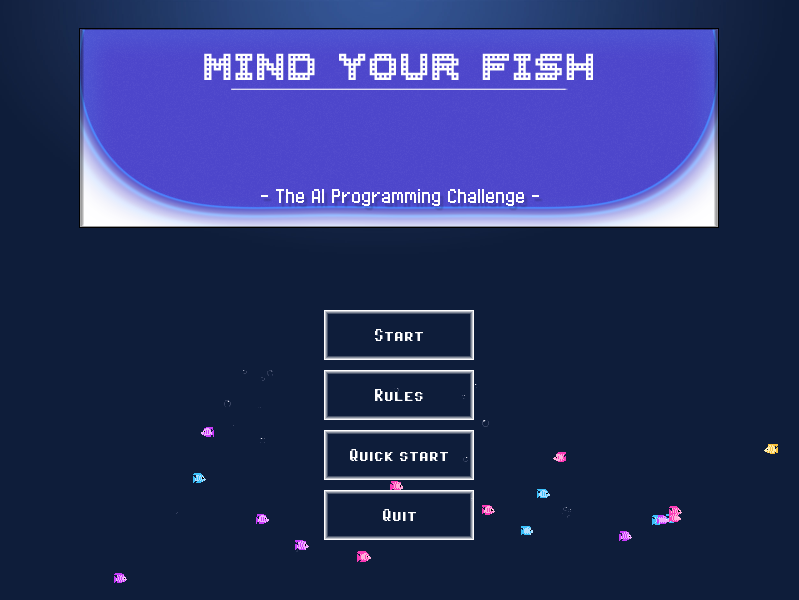 MIND YOUR FISH
- The AI Programming Challenge -
Start
Rules
Quick start
Quit